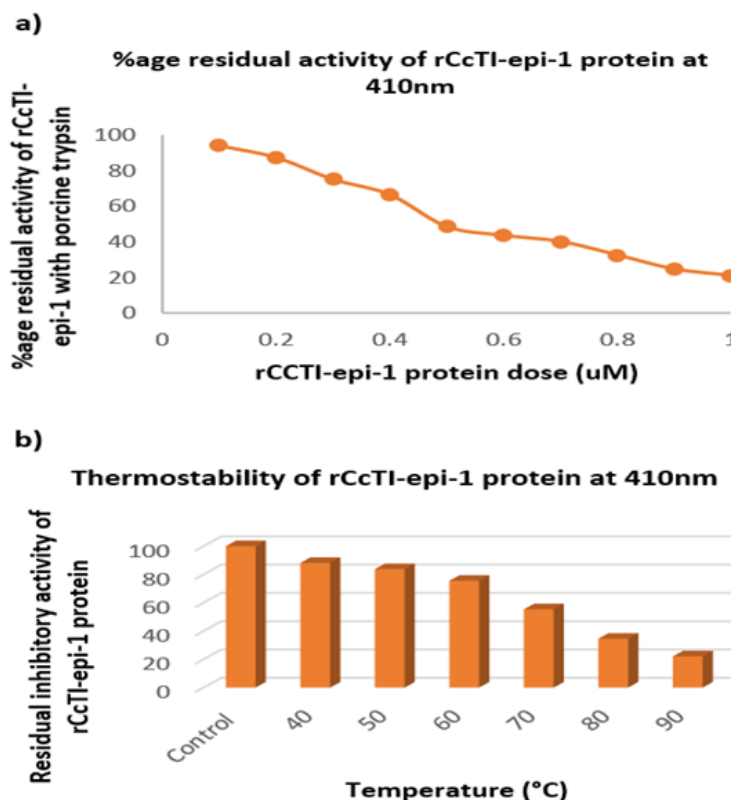 a)
%age residual activity of rCcTI-epi-1 protein at
410nm
%age residual activity of rCcTI-
epi-1 with porcine trypsin
100
80
60
40
20
0
0 0.2 0.4 0.6 0.8 1
rCCTI-epi-1 protein dose (uM)
b)
Thermostability of rCcTI-epi-1 protein at 410nm
Residual inhibitory activity of
rCcTI-epi-1 protein
100
80
60
40
20
0
Control 40 50 60 70 80 90
Temperature (°C)